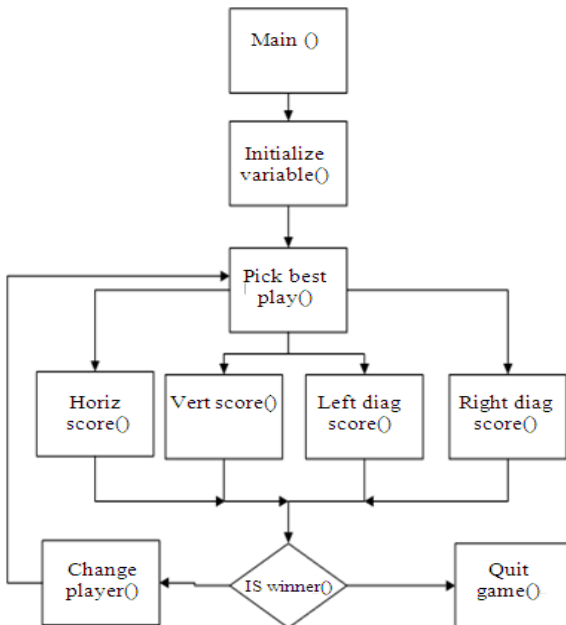 Main ()
Initialize
variable()
Pick best
play()
Horiz
score()
Vert score()
Left diag
score()
Right diag
score()
Change
player()
IS winner()
Quit
game()